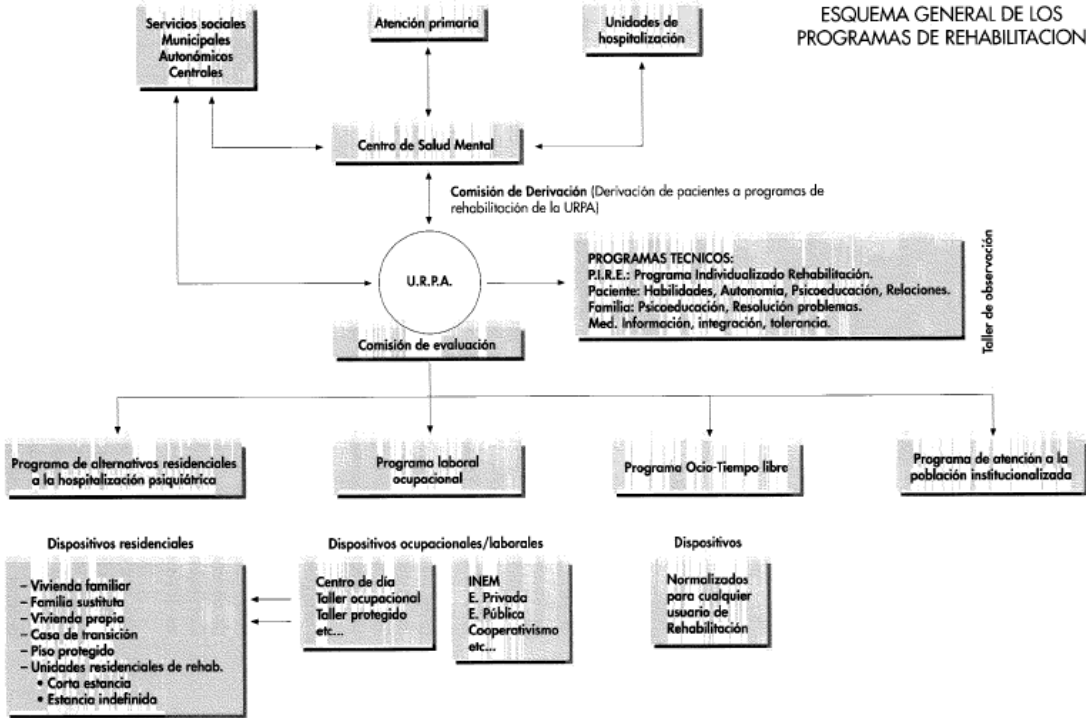 ESQUEMA GENERAL DE LOS
PROGRAMAS DE REHABILITACION
Servicios sociales
Municipales
Autonómicos
Centrales
Atención primaria
Unidades de
hospitalización
Centro de Salud Mental
Comisión de Derivación (Derivación de pacientes a programas de
rehabilitación de la URPA)
U.R.P.A.
Comisión de evaluación
PROGRAMAS TECNICOS:
P.I.R.E.: Programa Individualizado Rehabilitación.
Paciente: Habilidades, Autonomia, Psicoeducación, Relaciones.
Familia: Psicoeducación, Resolución problemas.
Med. Información, integración, tolerancia.
Taller de observación
Programa de alternativas residenciales
a la hospitalización psiquiátrica
Programa laboral
ocupacional
Programa Ocio-Tiempo libre
Programa de atención a la
población institucionalizada
Dispositivos residenciales
– Vivienda familiar
– Familia sustituta
– Vivienda propia
– Casa de transición
– Piso protegido
– Unidades residenciales de rehab.
• Corta estancia
• Estancia indefinida
Dispositivos ocupacionales/laborales
Centro de día
Taller ocupacional
Taller protegido
etc...
INEM
E. Privada
E. Pública
Cooperativismo
etc...
Dispositivos
Normalizados
para cualquier
usuario de
Rehabilitación